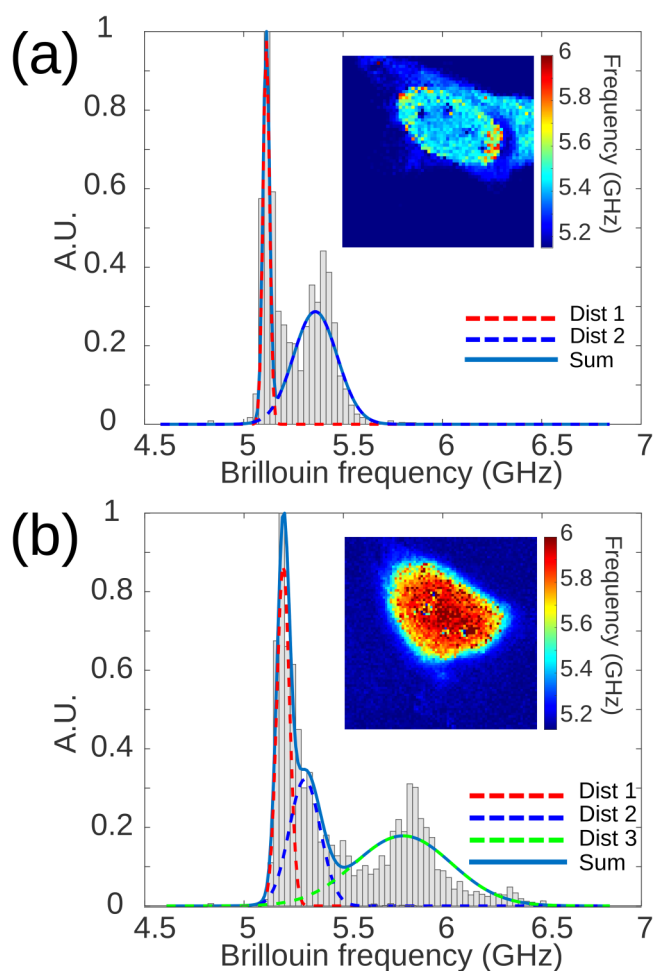 (a)
1
0.8
0.6
0.4
0.2
0
A.U.
4.5 5 5.5 6 6.5 7
Brillouin frequency (GHz)
6
5.8
5.6
5.4
5.2
Frequency (GHz)
Dist 1
Dist 2
Sum
(b)
1
0.8
0.6
0.4
0.2
0
A.U.
4.5 5 5.5 6 6.5 7
Brillouin frequency (GHz)
6
5.8
5.6
5.4
5.2
Frequency (GHz)
Dist 1
Dist 2
Dist 3
Sum